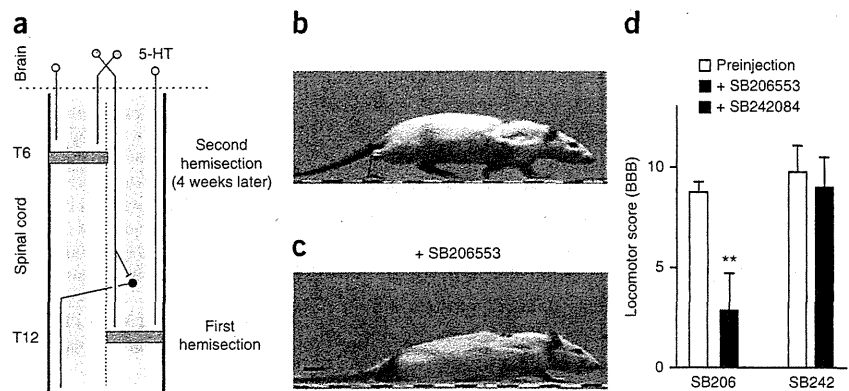 a
Brain
5-HT
T6
Second
hemisection
(4 weeks later)
Spinal cord
T12
First
hemisection
b
c
+ SB206553
d
Preinjection
+ SB206553
+ SB242084
Locomotor score (BBB)
10
5
0
**
SB206
SB242